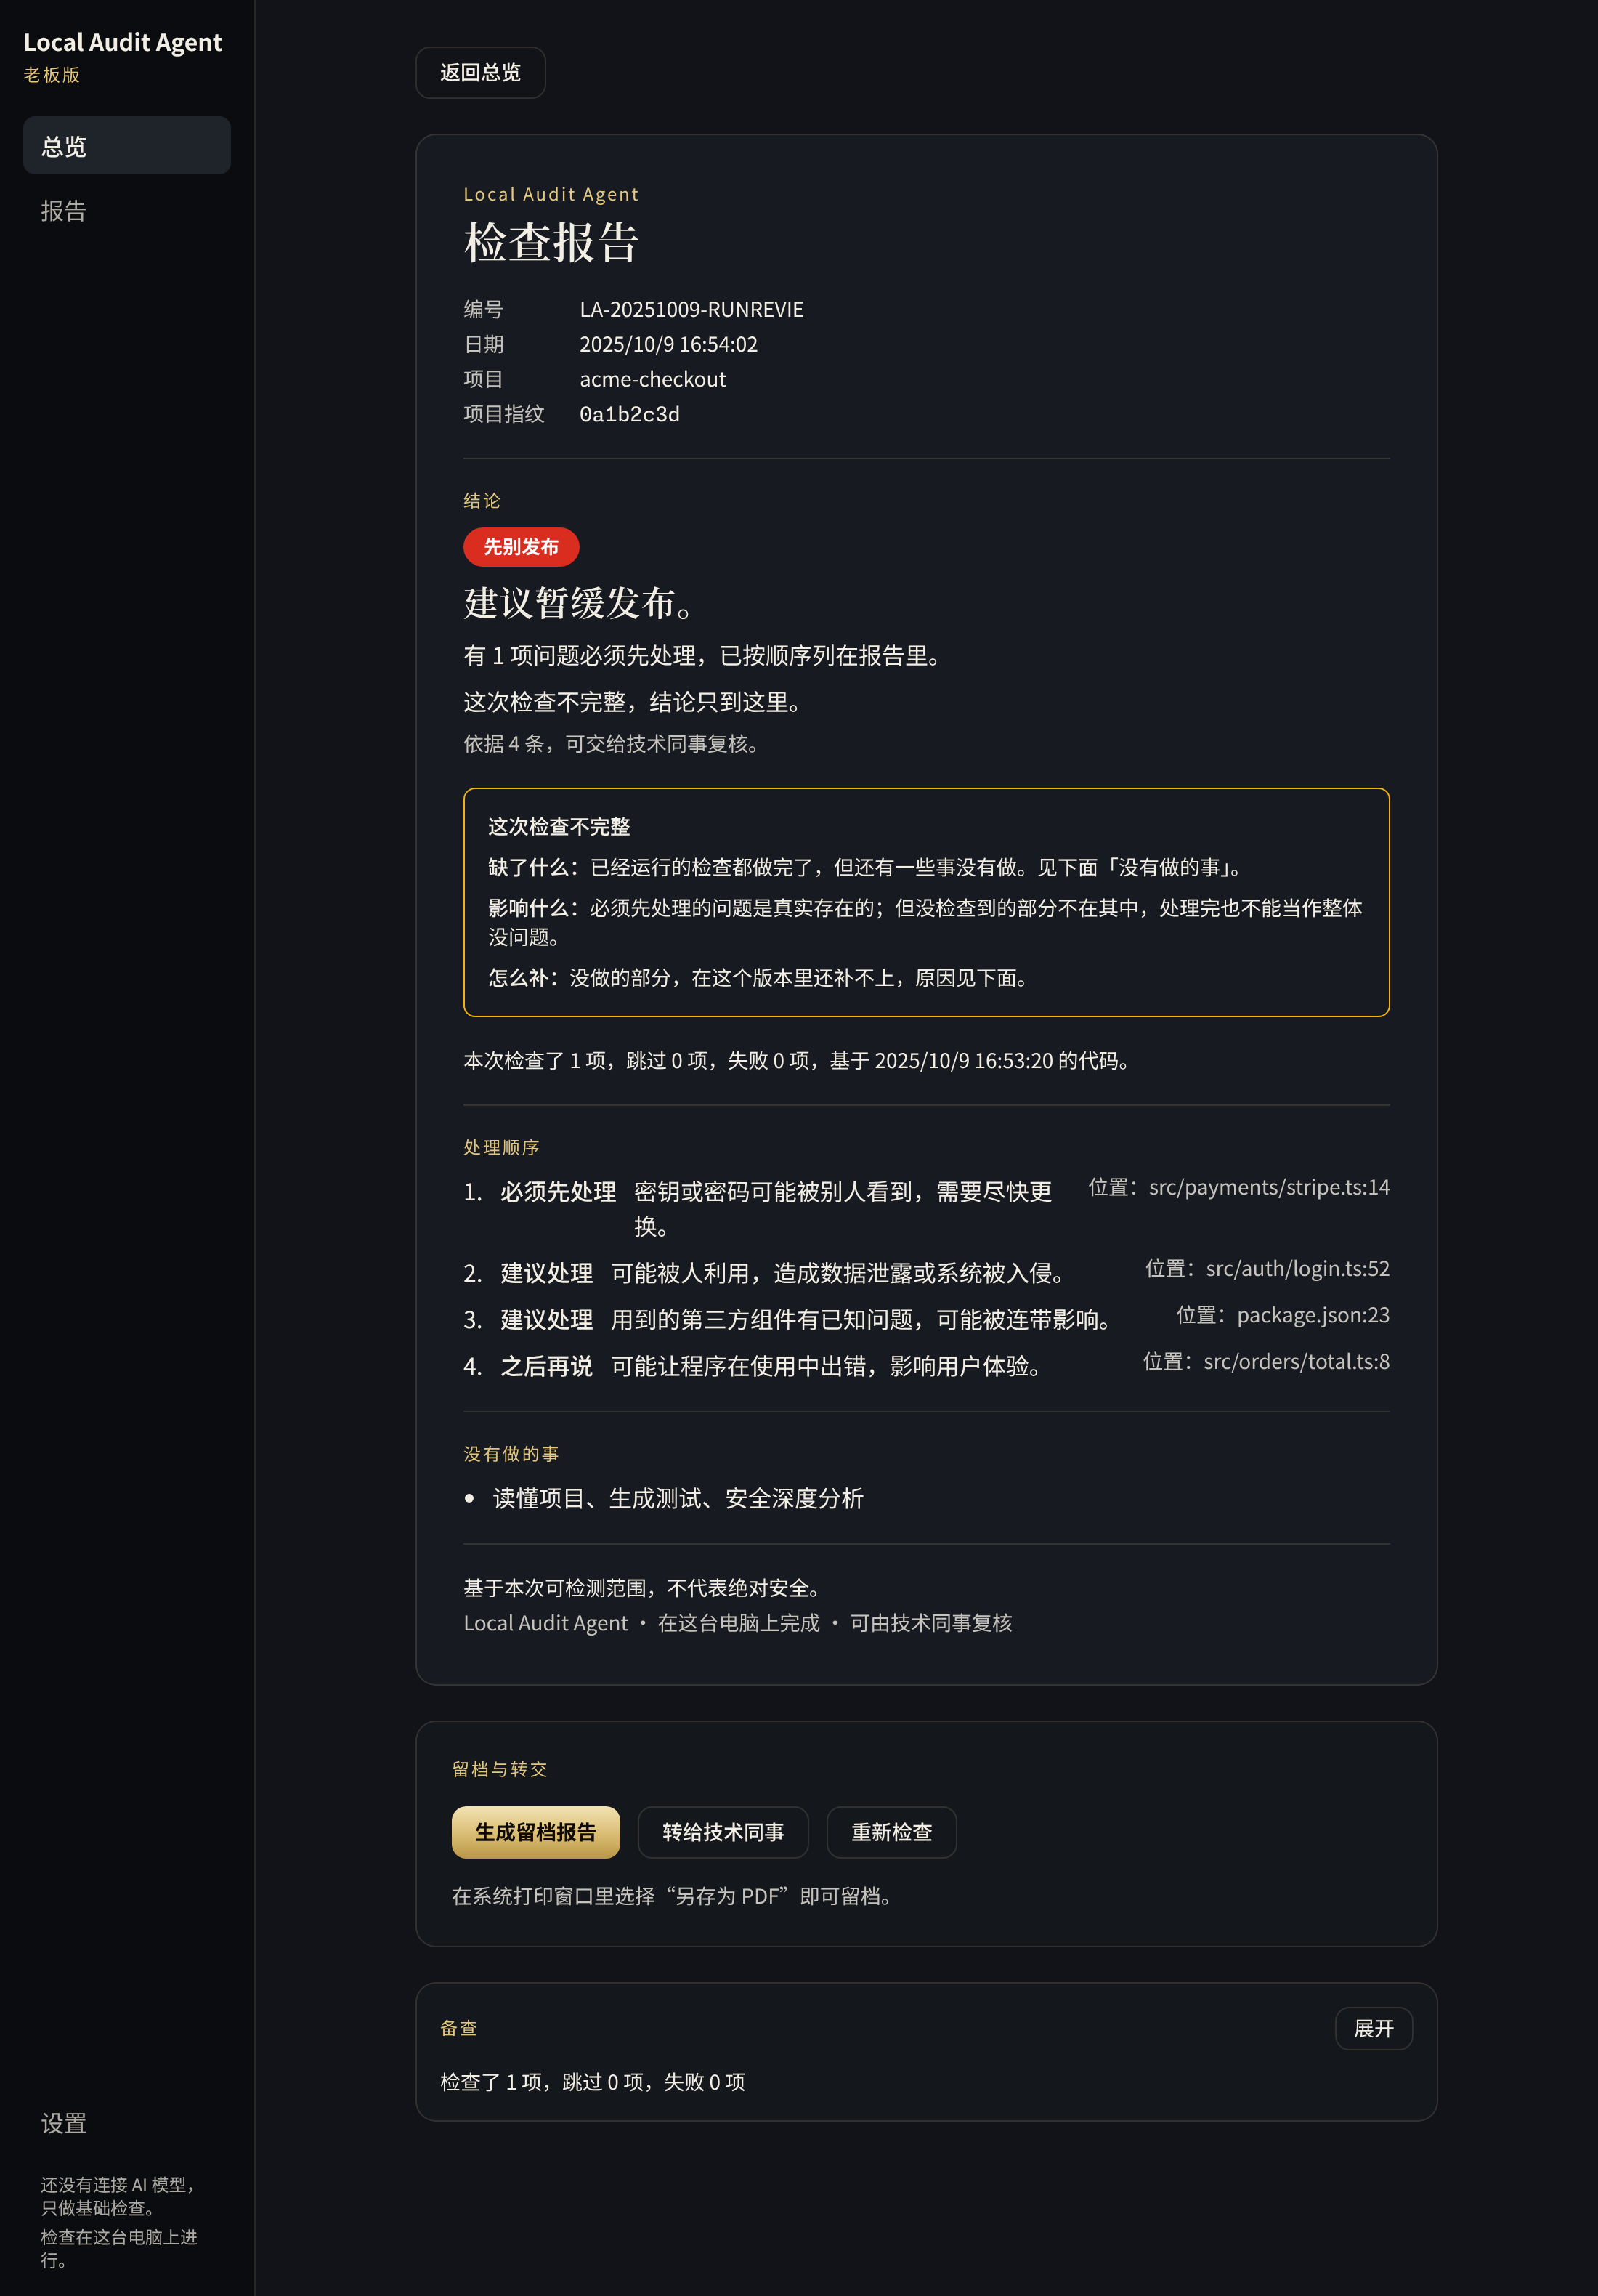 Local Audit Agent
老板版
总览
报告
设置
还没有连接 AI 模型，
只做基础检查。
检查在这台电脑上进
行。
返回总览
Local Audit Agent
检查报告
编号 LA-20251009-RUNREVIE
日期 2025/10/9 16:54:02
项目 acme-checkout
项目指纹 0a1b2c3d
结论
先别发布
建议暂缓发布。
有 1 项问题必须先处理，已按顺序列在报告里。
这次检查不完整，结论只到这里。
依据 4 条，可交给技术同事复核。
这次检查不完整
缺了什么：已经运行的检查都做完了，但还有一些事没有做。见下面「没有做的事」。
影响什么：必须先处理的问题是真实存在的；但没检查到的部分不在其中，处理完也不能当作整体
没问题。
怎么补：没做的部分，在这个版本里还补不上，原因见下面。
本次检查了 1 项，跳过 0 项，失败 0 项，基于 2025/10/9 16:53:20 的代码。
处理顺序
1. 必须先处理 密钥或密码可能被别人看到，需要尽快更 位置：src/payments/stripe.ts:14
换。
2. 建议处理 可能被人利用，造成数据泄露或系统被入侵。 位置：src/auth/login.ts:52
3. 建议处理 用到的第三方组件有已知问题，可能被连带影响。 位置：package.json:23
4. 之后再说 可能让程序在使用中出错，影响用户体验。 位置：src/orders/total.ts:8
没有做的事
• 读懂项目、生成测试、安全深度分析
基于本次可检测范围，不代表绝对安全。
Local Audit Agent · 在这台电脑上完成 · 可由技术同事复核
留档与转交
生成留档报告 转给技术同事 重新检查
在系统打印窗口里选择“另存为 PDF”即可留档。
备查 展开
检查了 1 项，跳过 0 项，失败 0 项